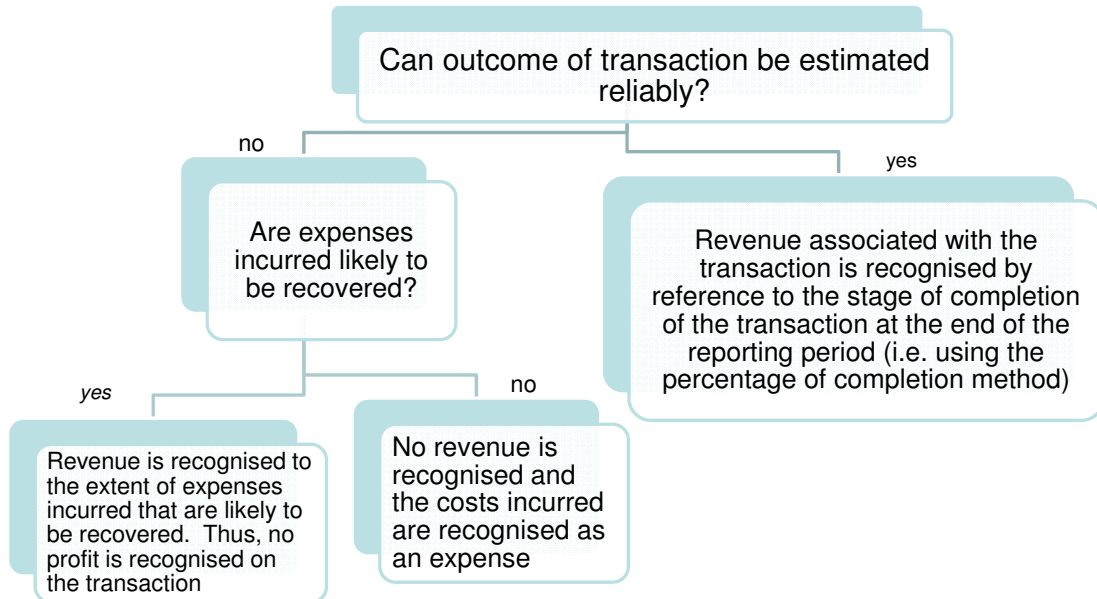 Can outcome of transaction be estimated
reliably?
no
yes
Are expenses
incurred likely to
be recovered?
Revenue associated with the
transaction is recognised by
reference to the stage of completion
of the transaction at the end of the
reporting period (i.e. using the
percentage of completion method)
yes
no
Revenue is recognised to
the extent of expenses
incurred that are likely to
be recovered.  Thus, no
profit is recognised on
the transaction
No revenue is
recognised and
the costs incurred
are recognised as
an expense